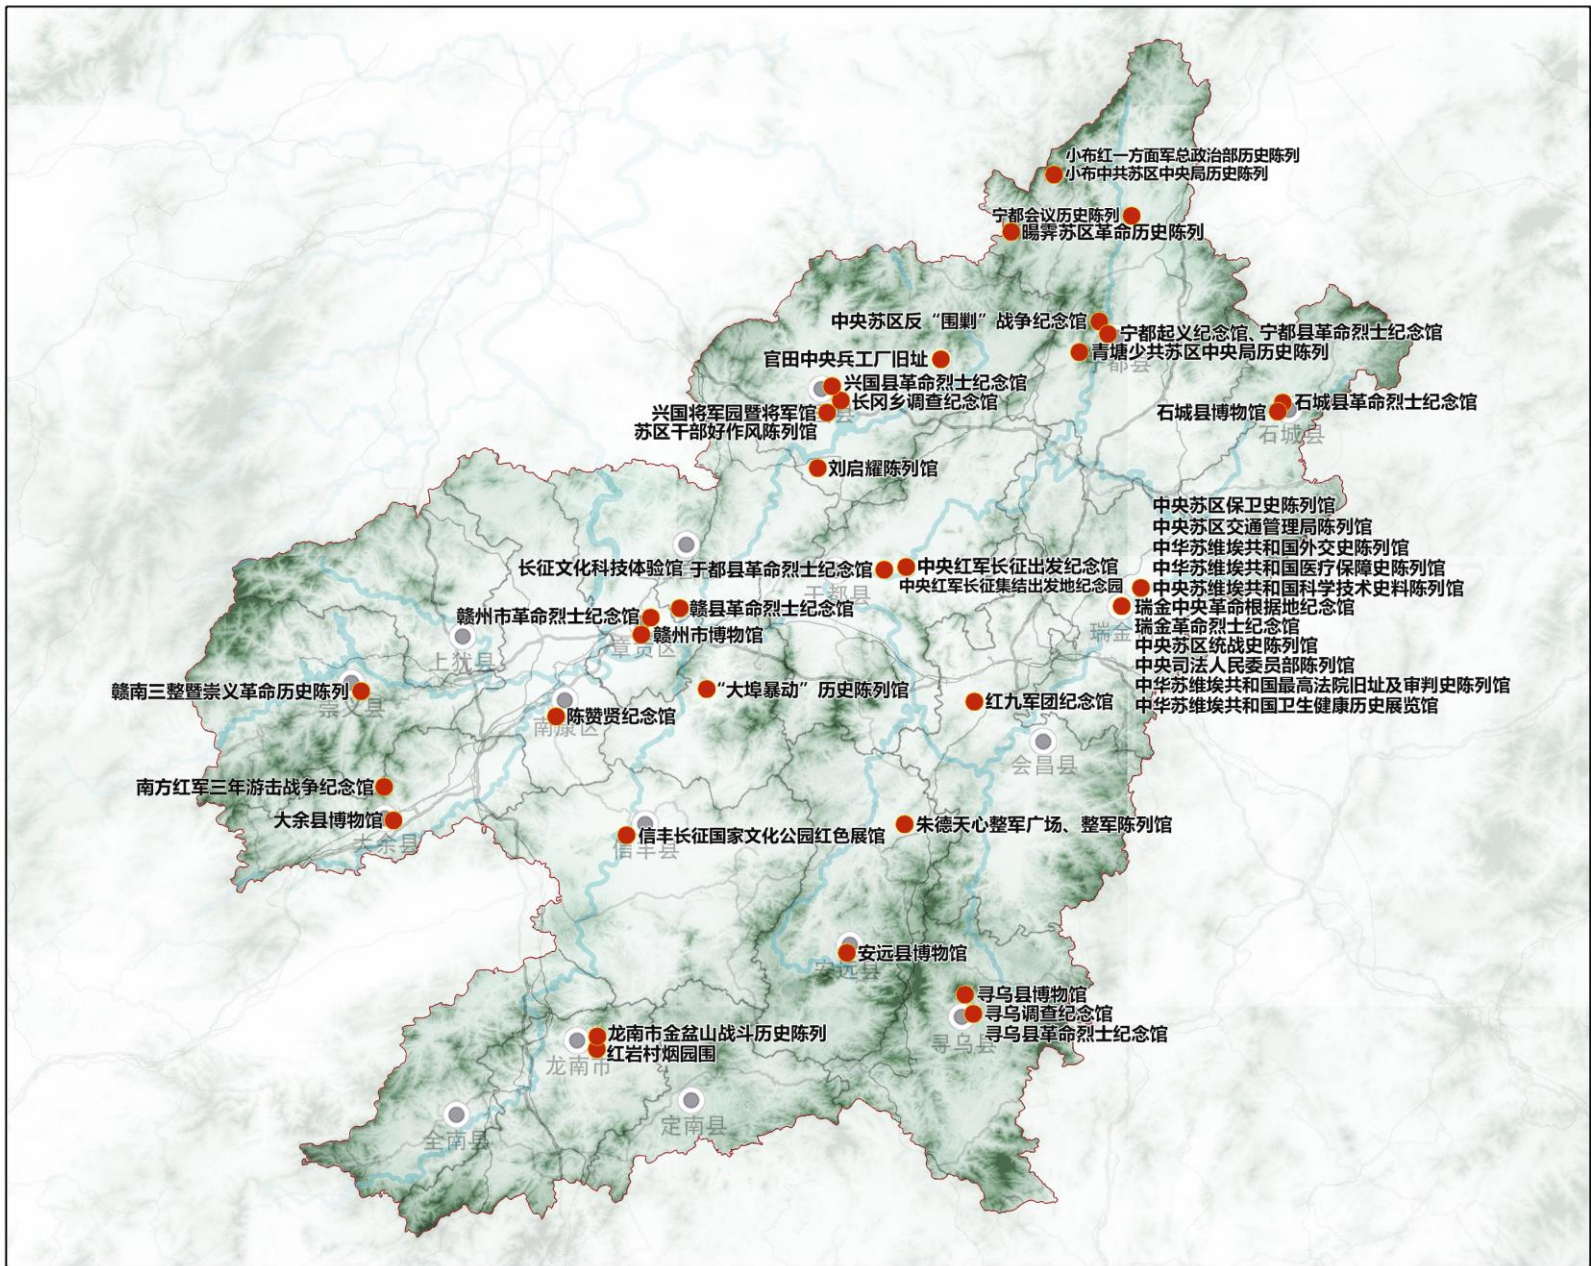 小布红一方面军总政治部历史陈列
小布中共苏区中央局历史陈列
宁都会议历史陈列
暘霁苏区革命历史陈列
中央苏区反“围剿”战争纪念馆
宁都起义纪念馆、宁都县革命烈士纪念馆
青塘少共苏区中央局历史陈列
宁都县
官田中央兵工厂旧址
兴国县革命烈士纪念馆
长冈乡调查纪念馆
兴国将军园暨将军馆
县
苏区干部好作风陈列馆
石城县革命烈士纪念馆
石城县博物馆
石城县
刘启耀陈列馆
中央苏区保卫史陈列馆
中央苏区交通管理局陈列馆
中华苏维埃共和国外交史陈列馆
中华苏维埃共和国医疗保障史陈列馆
中央苏维埃共和国科学技术史料陈列馆
瑞金中央革命根据地纪念馆
瑞金
瑞金革命烈士纪念馆
中央苏区统战史陈列馆
中央司法人民委员部陈列馆
中华苏维埃共和国最高法院旧址及审判史陈列馆
中华苏维埃共和国卫生健康历史展览馆
长征文化科技体验馆
于都县革命烈士纪念馆
中央红军长征出发纪念馆
中央红军长征集结出发地纪念园
于都县
赣县革命烈士纪念馆
赣州市革命烈士纪念馆
赣州市博物馆
章贡区
上犹县
赣南三整暨崇义革命历史陈列
崇义县
“大埠暴动”历史陈列馆
红九军团纪念馆
陈赞贤纪念馆
南康区
会昌县
南方红军三年游击战争纪念馆
大余县博物馆
大余县
信丰长征国家文化公园红色展馆
信丰县
朱德天心整军广场、整军陈列馆
安远县博物馆
安远县
寻乌县博物馆
寻乌调查纪念馆
寻乌县革命烈士纪念馆
寻乌县
龙南市金盆山战斗历史陈列
红岩村烟园围
龙南市
定南县
全南县